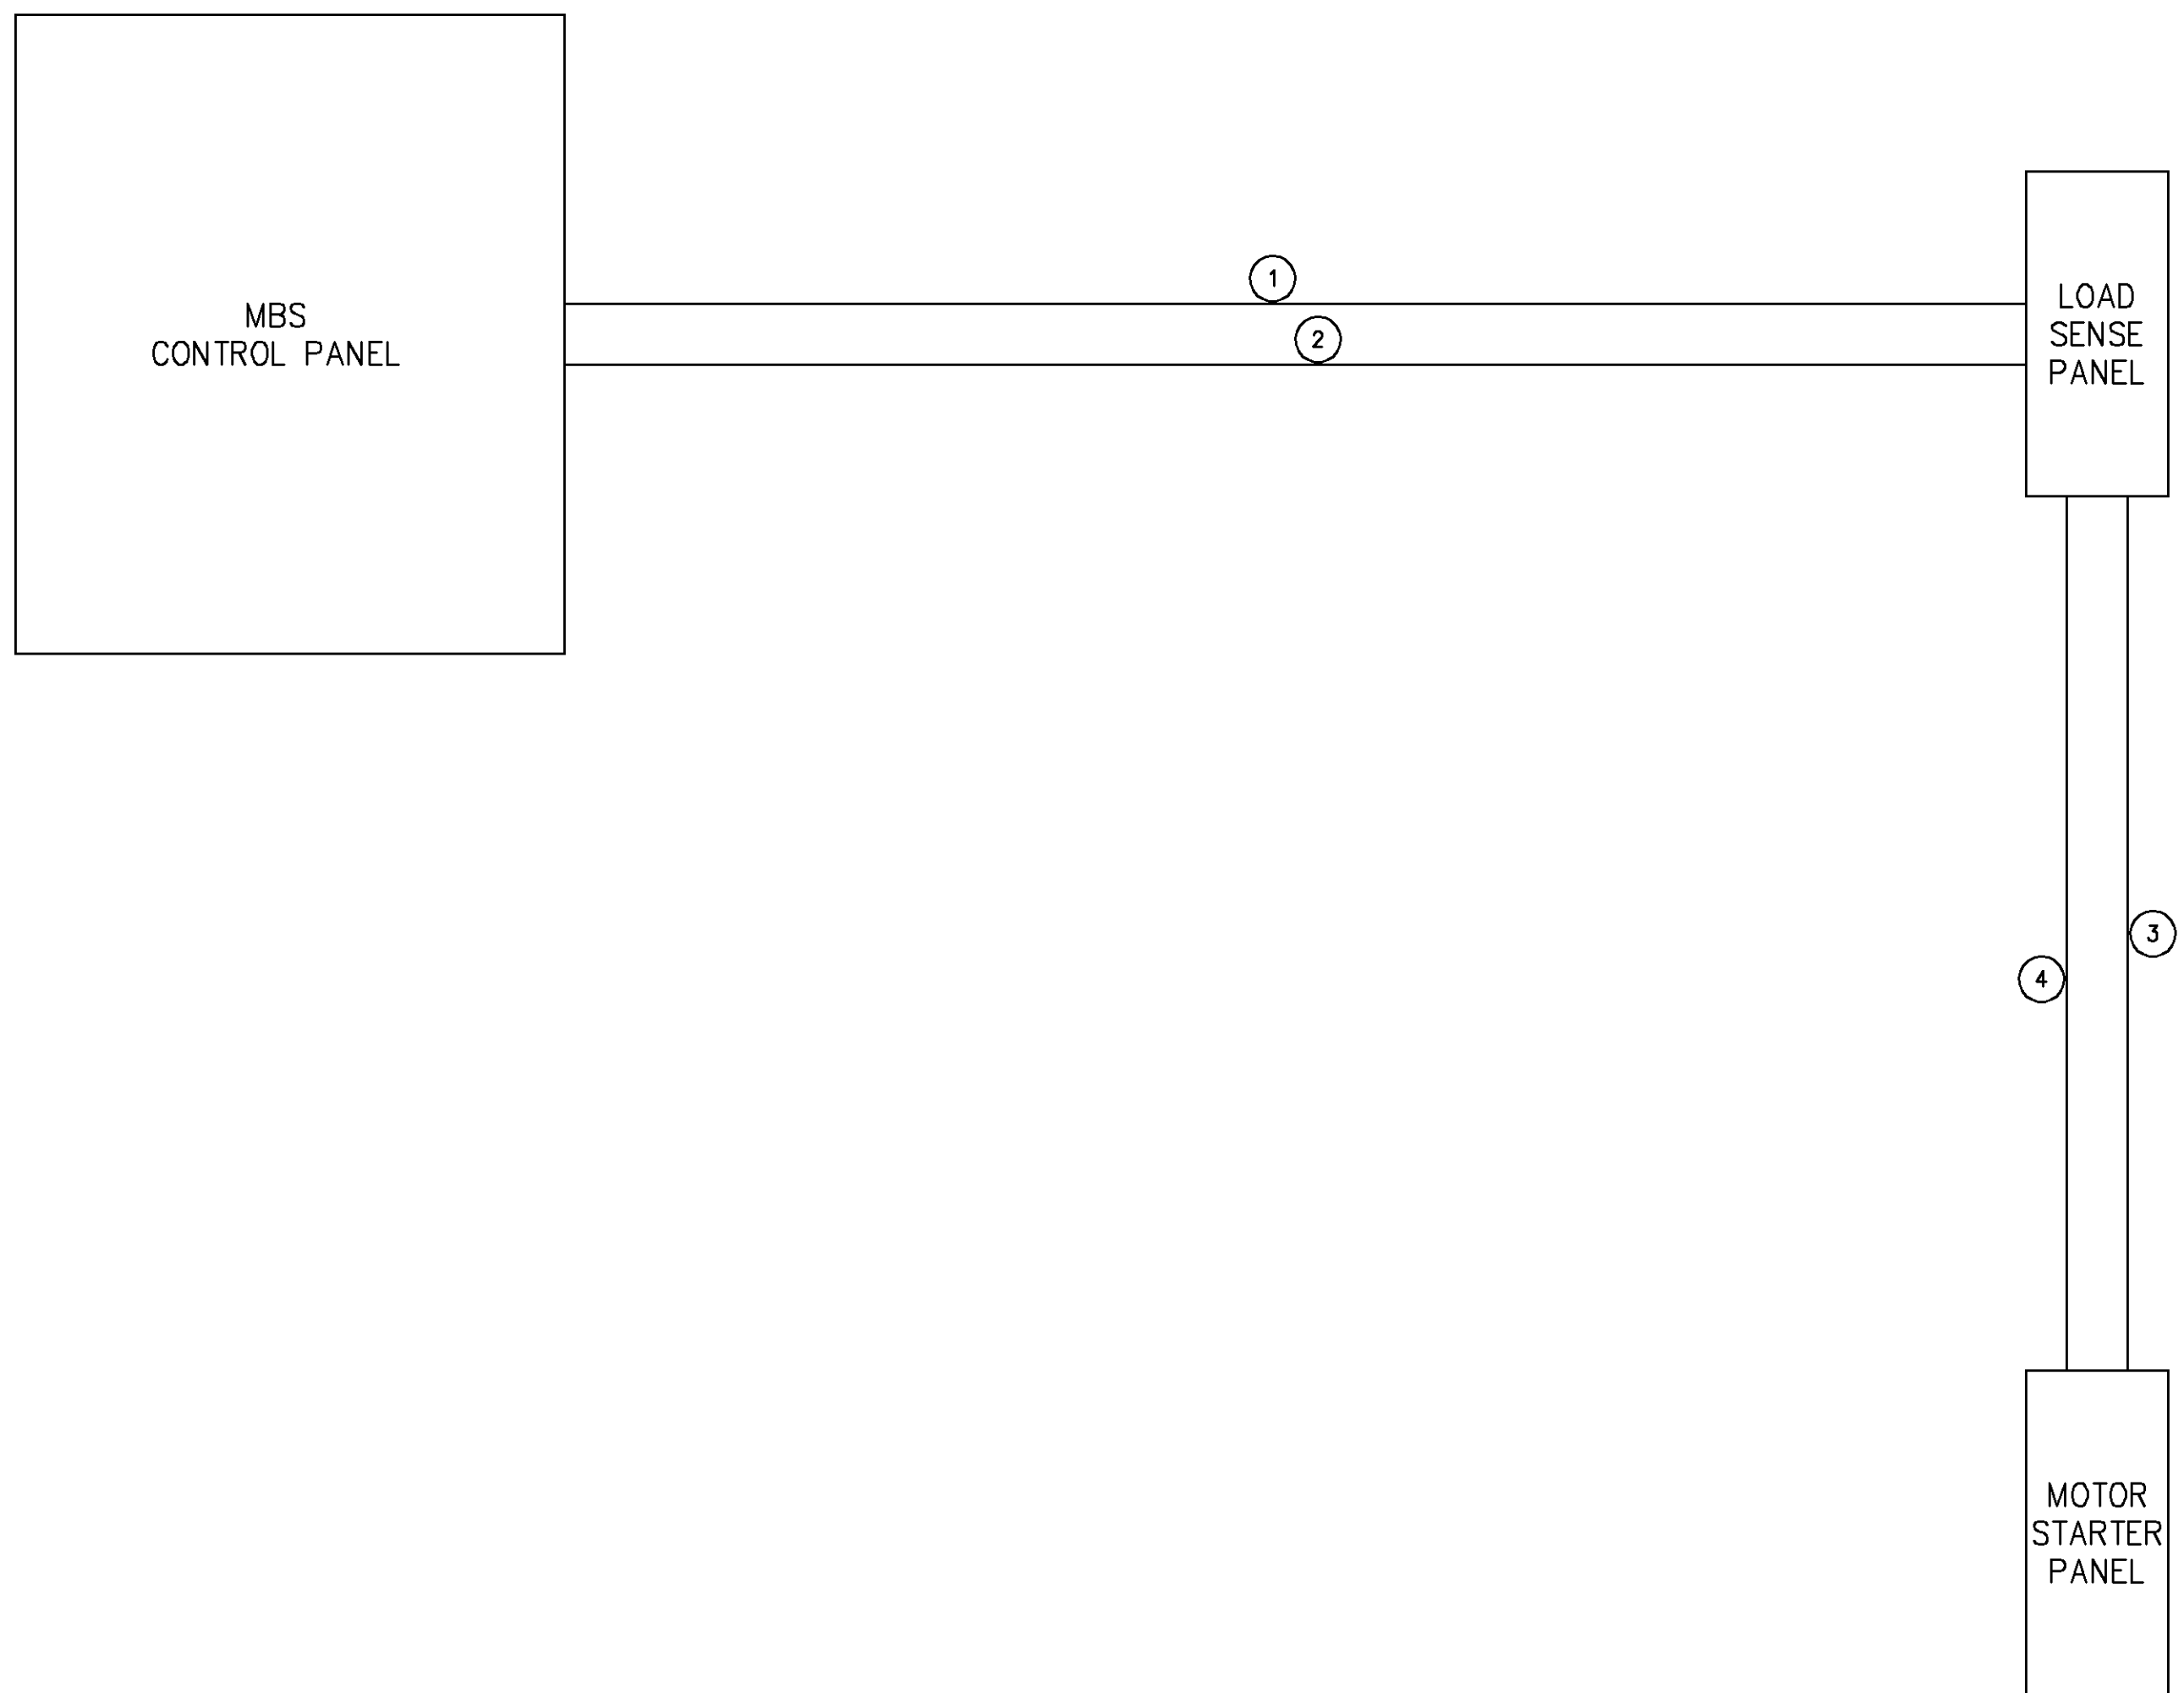 MBS
CONTROL PANEL
1
2
LOAD
SENSE
PANEL
3
4
MOTOR
STARTER
PANEL